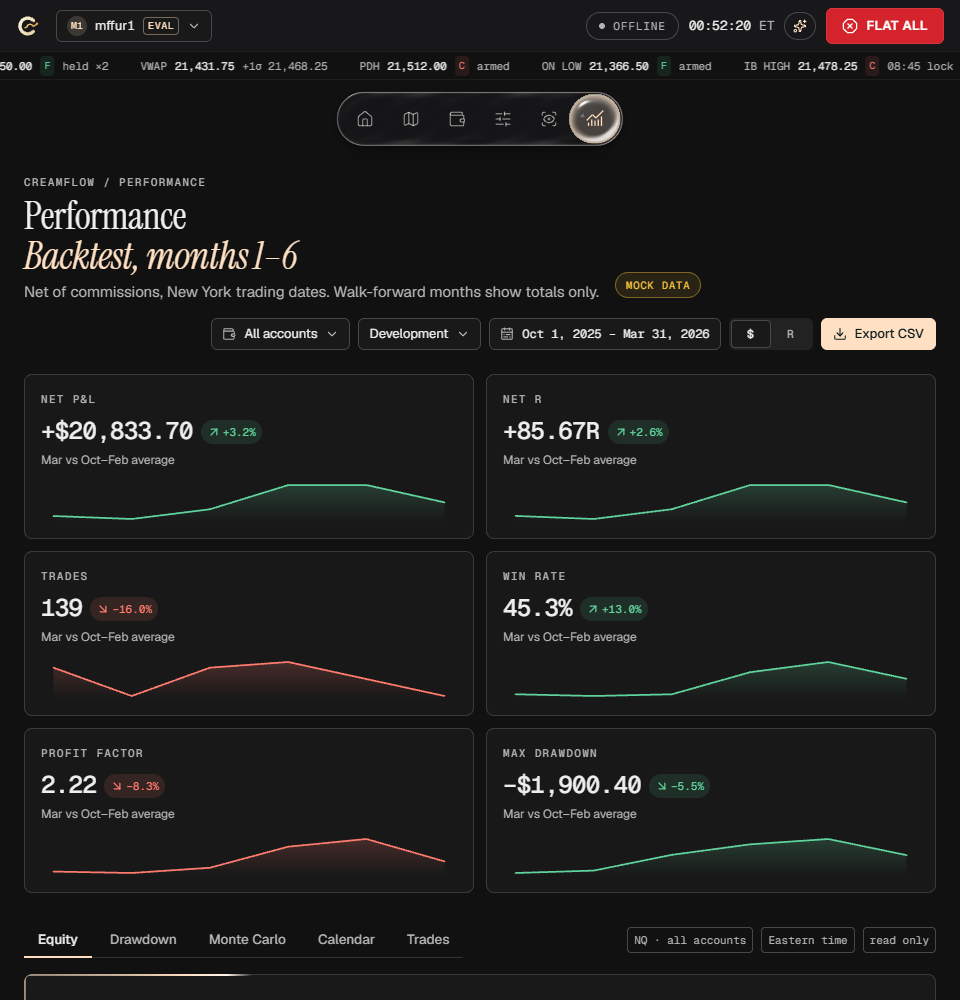 M1 mffur1 EVAL
OFFLINE 00:52:20 ET FLAT ALL
50.00 F held ×2 VWAP 21,431.75 +1σ 21,468.25 PDH 21,512.00 C armed ON LOW 21,366.50 F armed IB HIGH 21,478.25 C 08:45 lock
CREAMFLOW / PERFORMANCE
Performance
Backtest, months 1–6
Net of commissions, New York trading dates. Walk-forward months show totals only. MOCK DATA
All accounts Development Oct 1, 2025 – Mar 31, 2026 $ R Export CSV
NET P&L
+$20,833.70 +3.2%
Mar vs Oct–Feb average
NET R
+85.67R +2.6%
Mar vs Oct–Feb average
TRADES
139 −16.0%
Mar vs Oct–Feb average
WIN RATE
45.3% +13.0%
Mar vs Oct–Feb average
PROFIT FACTOR
2.22 −8.3%
Mar vs Oct–Feb average
MAX DRAWDOWN
−$1,900.40 −5.5%
Mar vs Oct–Feb average
Equity Drawdown Monte Carlo Calendar Trades
NQ · all accounts Eastern time read only